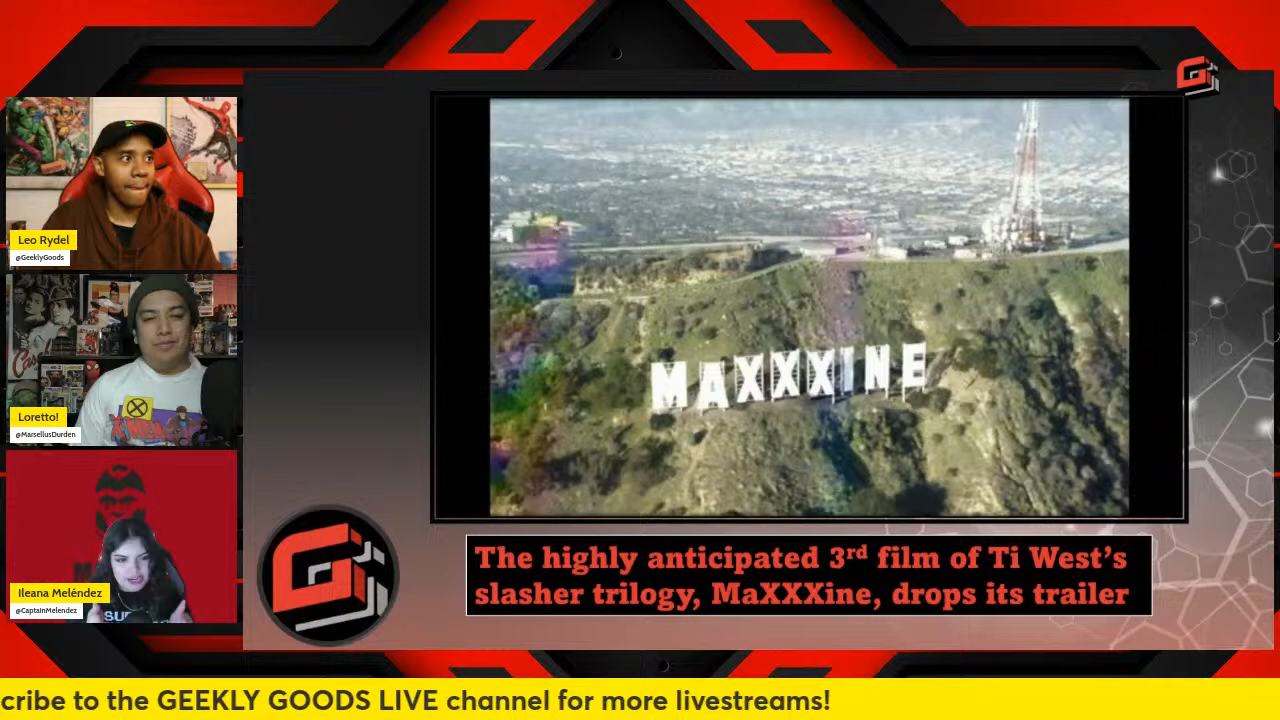 Leo Rydel
@GeeklyGoods
Loretto!
@MarsellusDurden
X-MEN
Ileana Meléndez
@CaptainMelendez
MAXXXINE
The highly anticipated 3rd film of Ti West's
slasher trilogy, MaXXXine, drops its trailer
cribe to the GEEKLY GOODS LIVE channel for more livestreams!